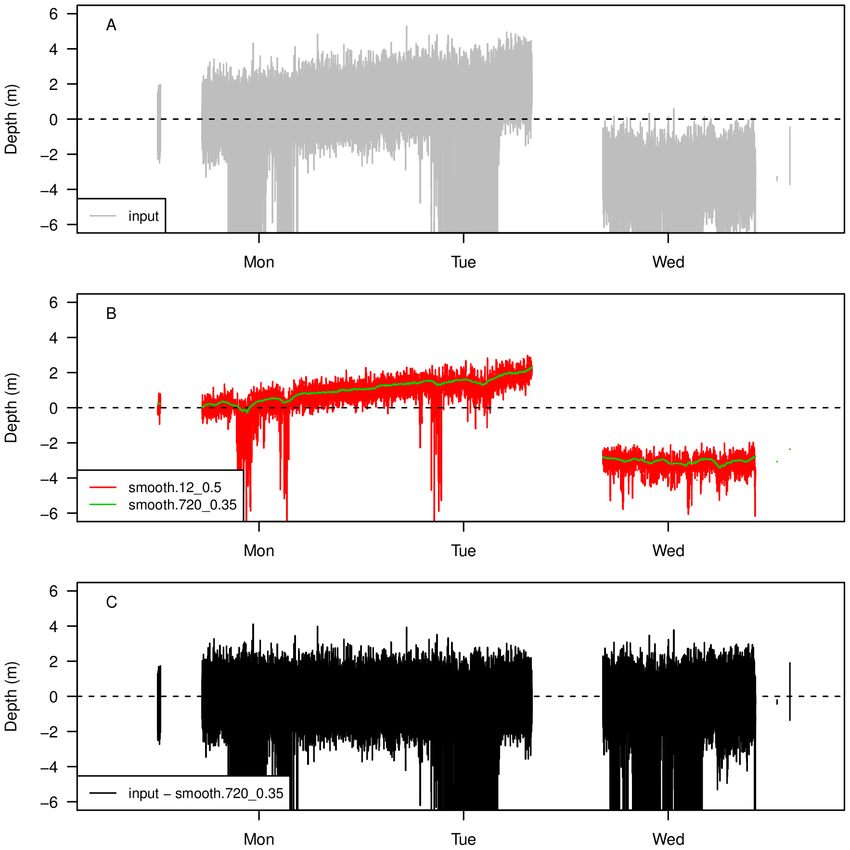 A
6
4
2
0
−2
−4
−6
Depth (m)
input
Mon Tue Wed
B
6
4
2
0
−2
−4
−6
Depth (m)
smooth.12_0.5
smooth.720_0.35
Mon Tue Wed
C
6
4
2
0
−2
−4
−6
Depth (m)
input − smooth.720_0.35
Mon Tue Wed